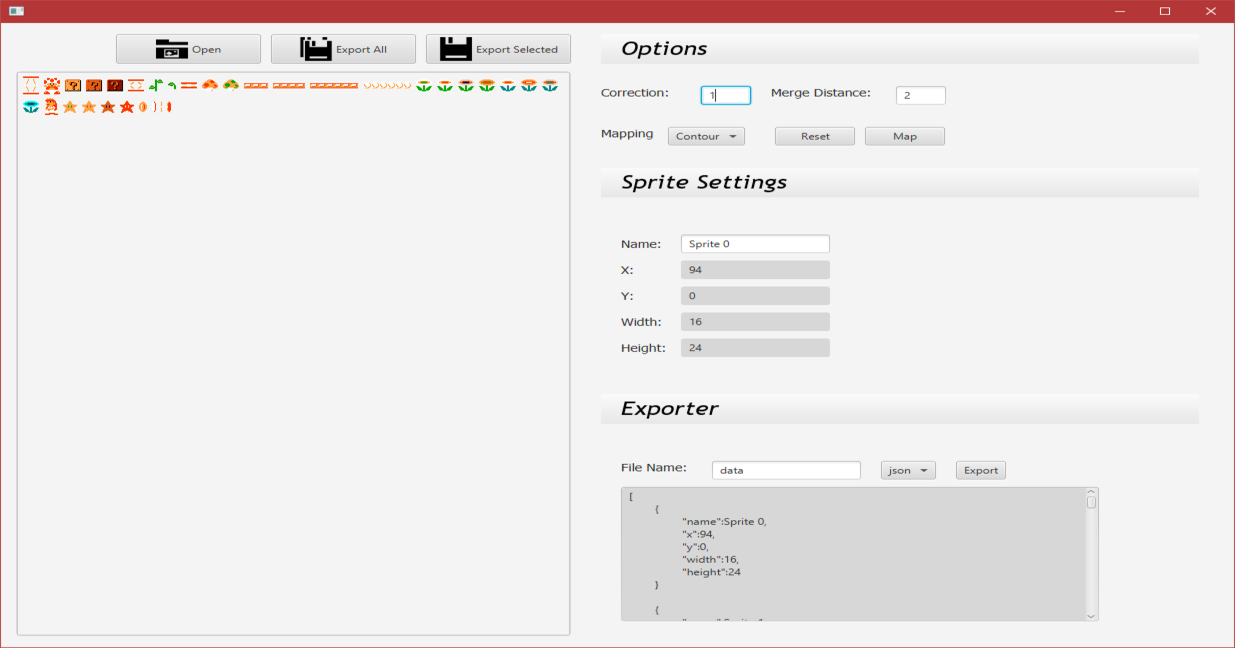 Open
Export All
Export Selected
Options
Correction: 1 Merge Distance: 2
Mapping Contour Reset Map
Sprite Settings
Name: Sprite 0
X: 94
Y: 0
Width: 16
Height: 24
Exporter
File Name: data json Export
[
{
"name":Sprite 0,
"x":94,
"y":0,
"width":16,
"height":24
}
{